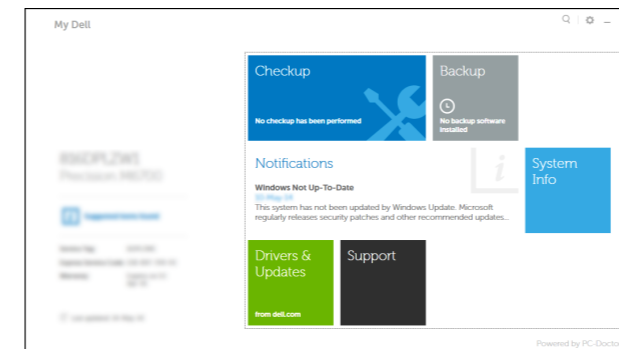 My Dell
Checkup
No checkup has been performed
Backup
No backup software
installed
Notifications
Windows Not Up-To-Date
This system has not been updated by Windows Update. Microsoft
regularly releases security patches and other recommended updates...
i
System
Info
Drivers &
Updates
from dell.com
Support
Powered by PC-Docto